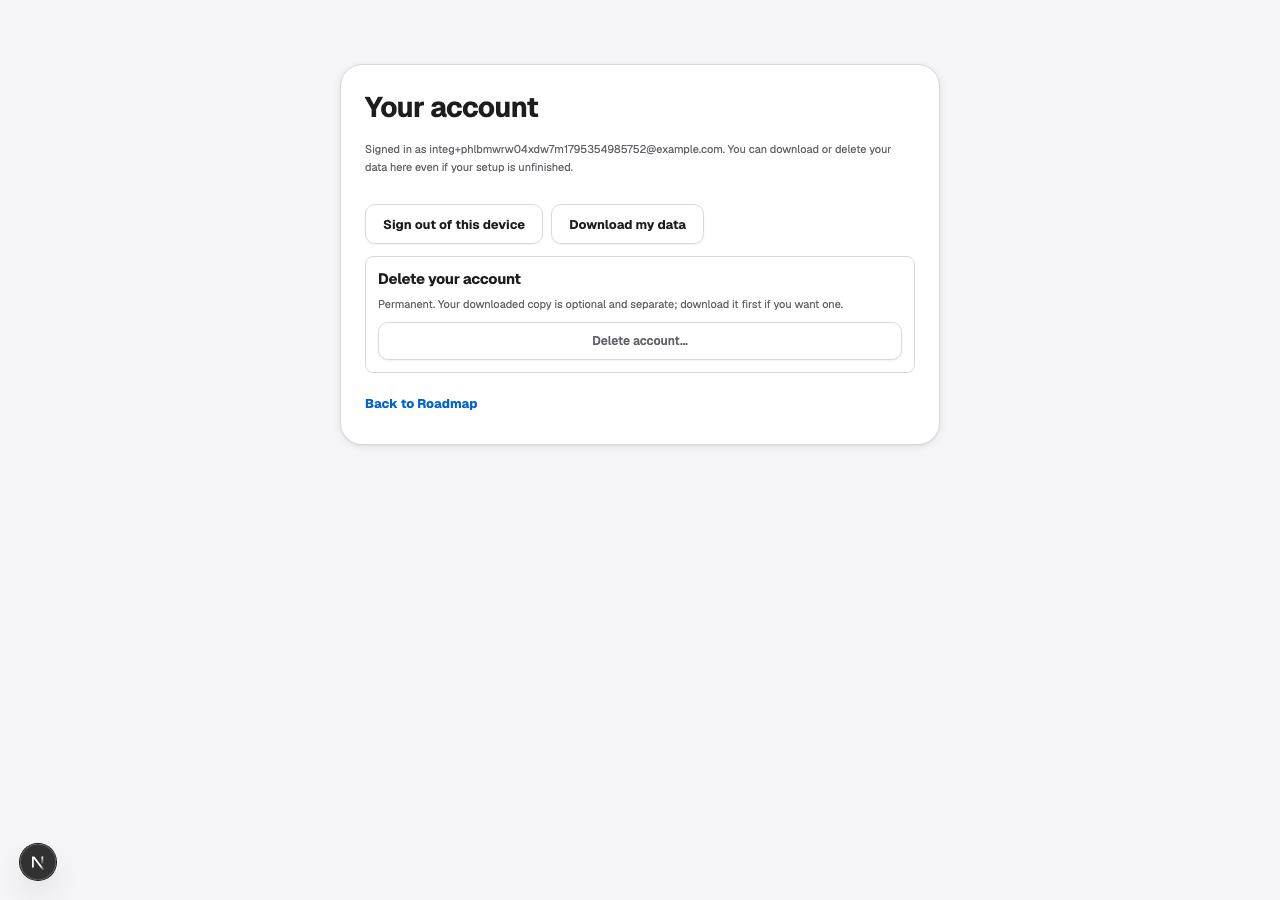 Your account
Signed in as integ+phlbmwrw04xdw7m1795354985752@example.com. You can download or delete your
data here even if your setup is unfinished.
Sign out of this device
Download my data
Delete your account
Permanent. Your downloaded copy is optional and separate; download it first if you want one.
Delete account...
Back to Roadmap
N